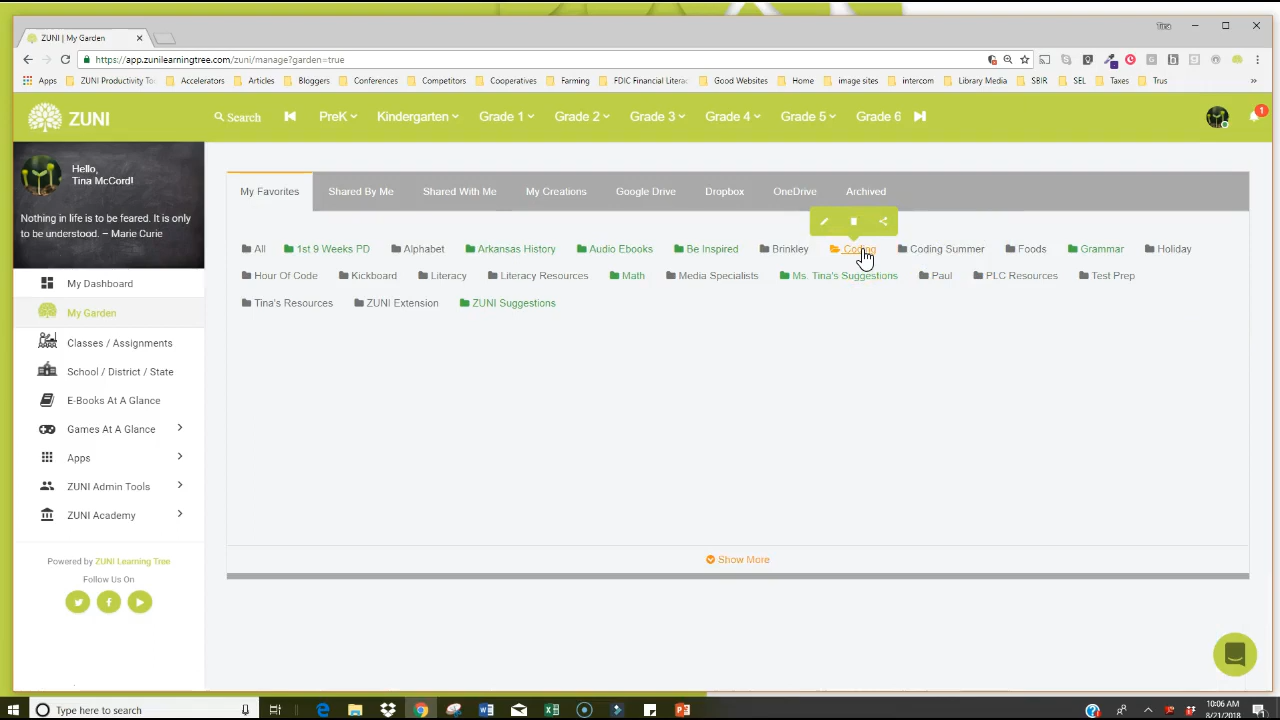 ZUNI | My Garden
Tina
https://app.zunilearningtree.com/zuni/manage?garden=true
Apps ZUNI Productivity To Accelerators Articles Bloggers Conferences Competitors Cooperatives Farming FDIC Financial Litera Good Websites Home image sites intercom Library Media SBIR SEL Taxes Trus
ZUNI Search PreK Kindergarten Grade 1 Grade 2 Grade 3 Grade 4 Grade 5 Grade 6 1
Hello,
Tina McCord!
Nothing in life is to be feared. It is only
to be understood. – Marie Curie
My Dashboard
My Garden
Classes / Assignments
School / District / State
E-Books At A Glance
Games At A Glance
Apps
ZUNI Admin Tools
ZUNI Academy
Powered by ZUNI Learning Tree
Follow Us On
My Favorites Shared By Me Shared With Me My Creations Google Drive Dropbox OneDrive Archived
All 1st 9 Weeks PD Alphabet Arkansas History Audio Ebooks Be Inspired Brinkley Coding Coding Summer Foods Grammar Holiday
Hour Of Code Kickboard Literacy Literacy Resources Math Media Specialists Ms. Tina's Suggestions Paul PLC Resources Test Prep
Tina's Resources ZUNI Extension ZUNI Suggestions
Show More
Type here to search
10:06 AM
8/21/2018